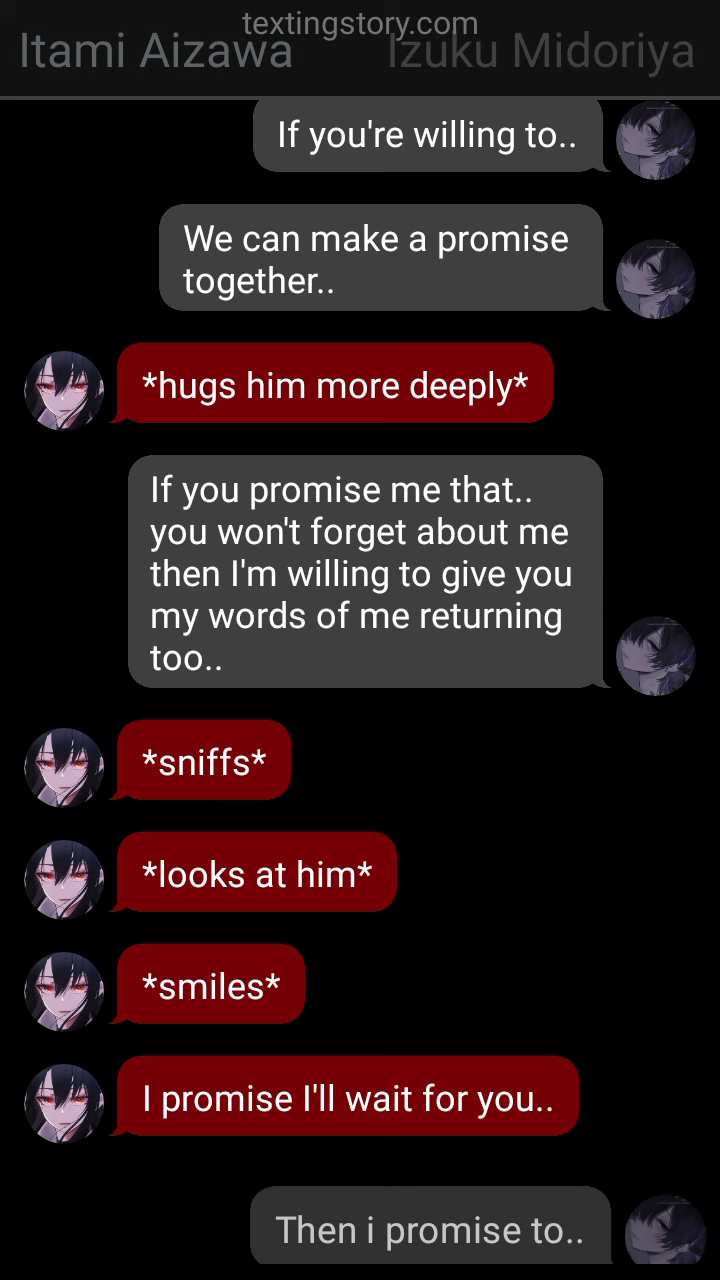 textingstory.com
Itami Aizawa
Izuku Midoriya
If you're willing to..
We can make a promise
together..
*hugs him more deeply*
If you promise me that..
you won't forget about me
then I'm willing to give you
my words of me returning
too..
*sniffs*
*looks at him*
*smiles*
I promise I'll wait for you..
Then i promise to..